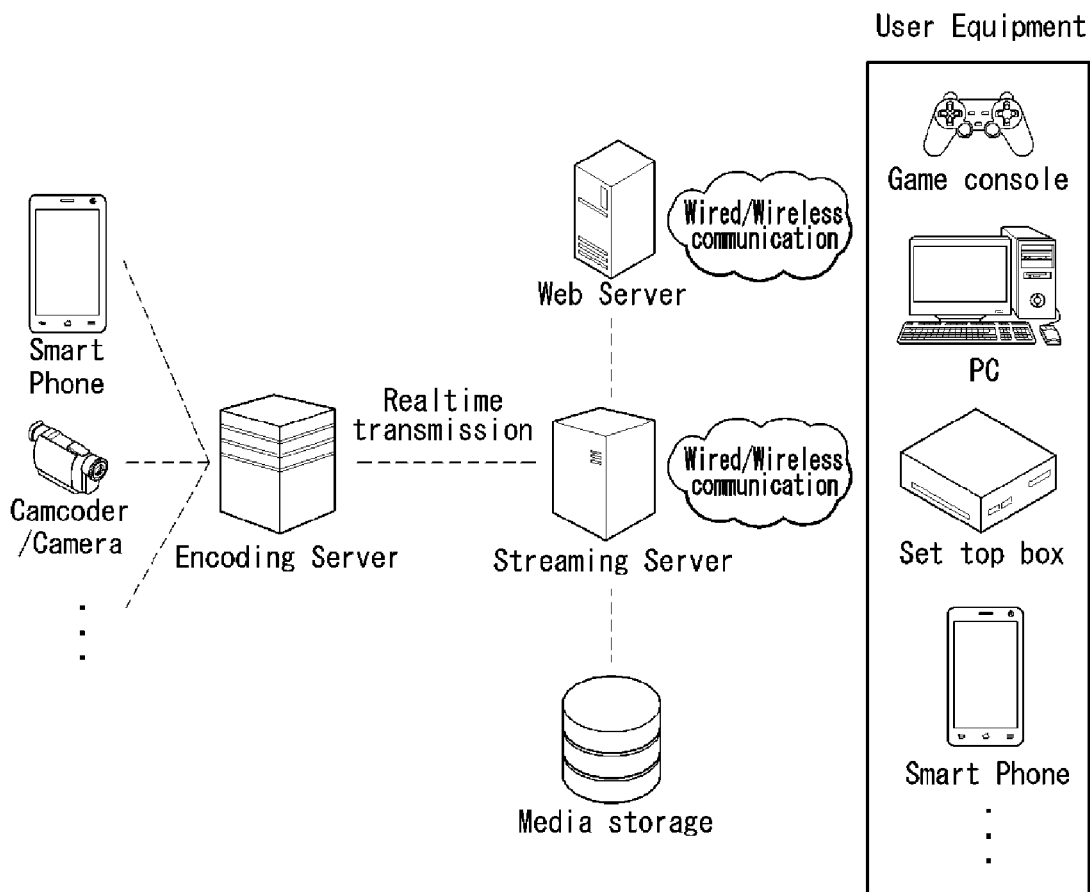 User Equipment
Game console
PC
Set top box
Smart Phone
Wired/Wireless
communication
Web Server
Smart
Phone
Realtime
transmission
Wired/Wireless
communication
Camcoder
/Camera
Encoding Server
Streaming Server
Media storage